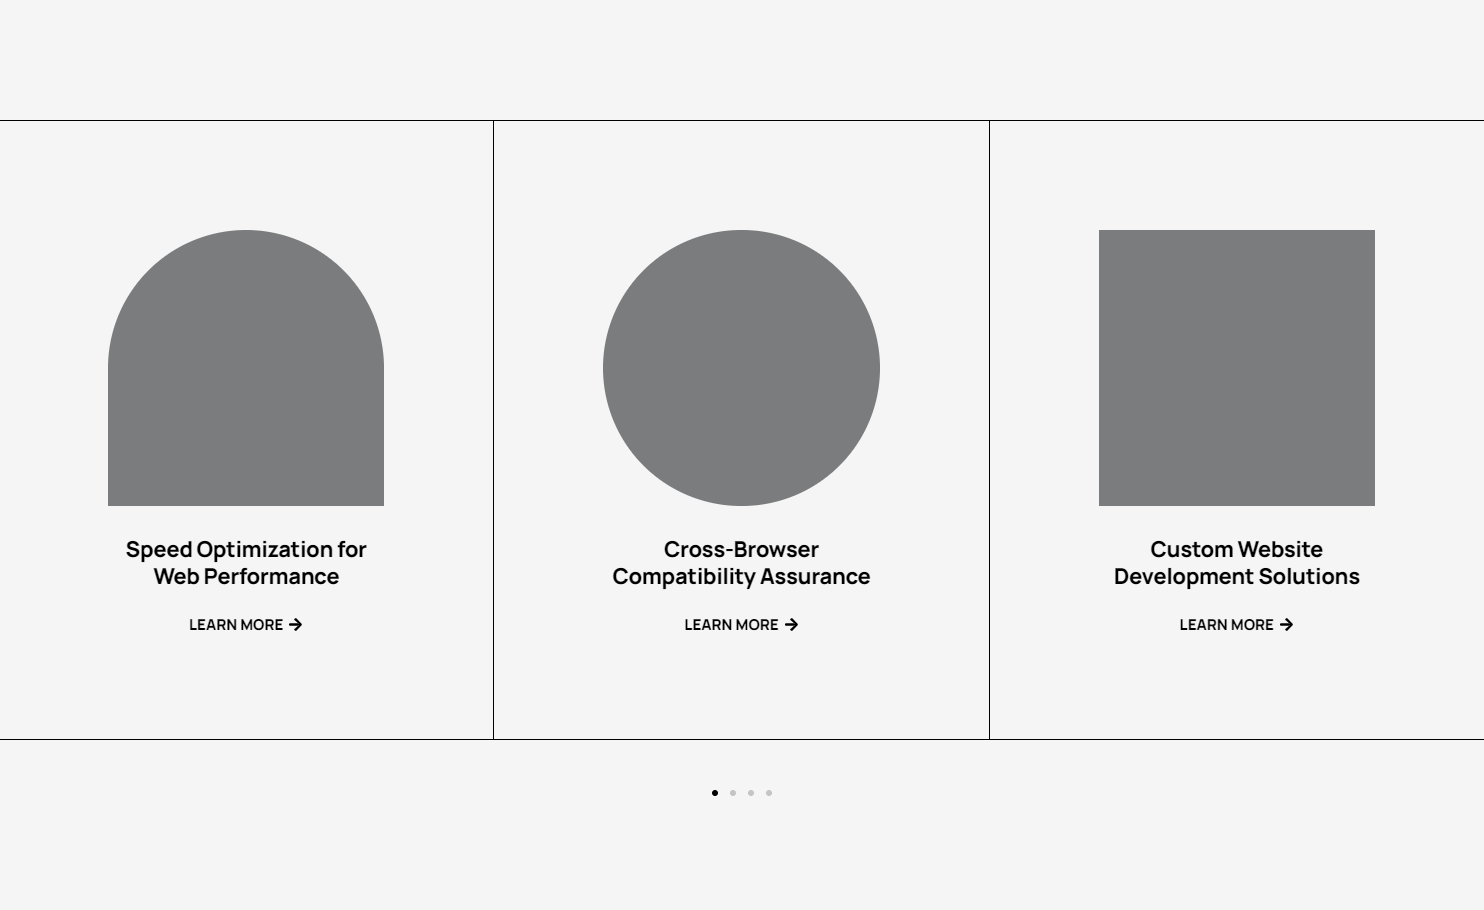 Speed Optimization for
Web Performance
LEARN MORE
Cross-Browser
Compatibility Assurance
LEARN MORE
Custom Website
Development Solutions
LEARN MORE